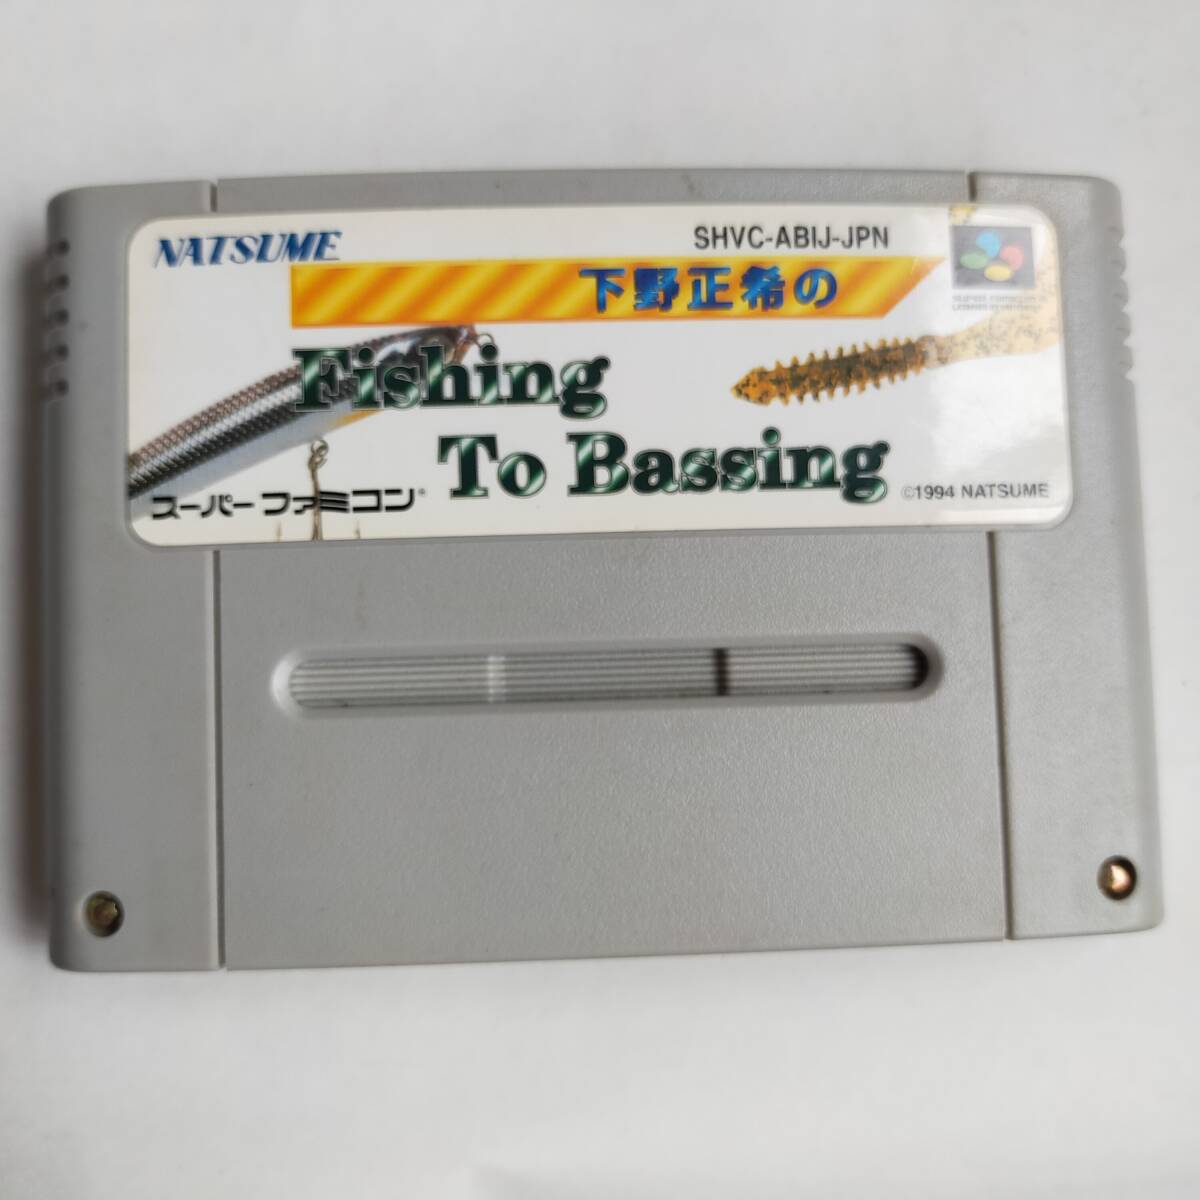 NATSUME
SHVC-ABIJ-JPN
下野正希の
Fishing
To Bassing
スーパーファミコン®
©1994 NATSUME